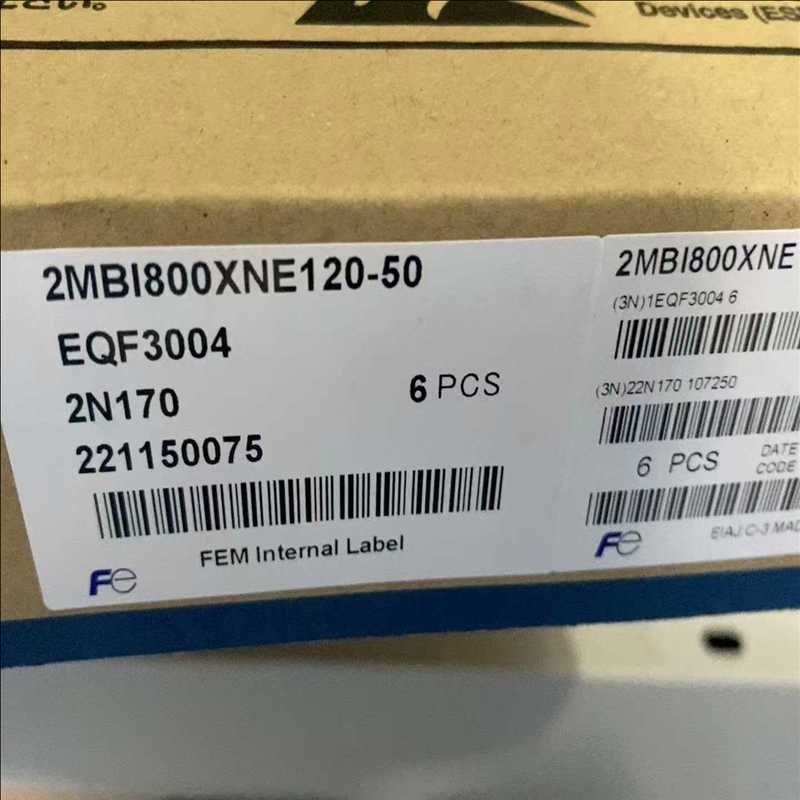 Devices (ES
2MBI800XNE120-50
EQF3004
2N170
6 PCS
221150075
FEM Internal Label
Fe
2MBI800XNE
(3N)1EQF3004 6
(3N)22N170 107250
6 PCS
DATE
CODE
EIAJ C-3 MAD
Fe